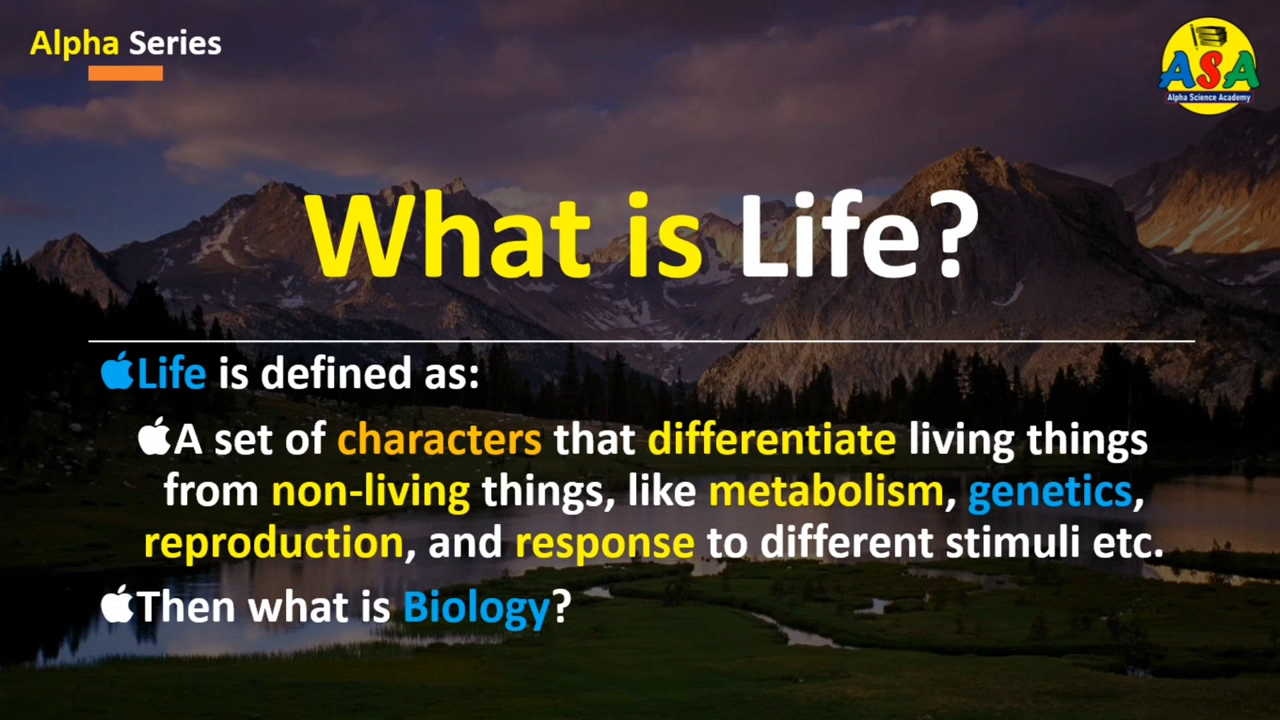 Alpha Series
ASA
Alpha Science Academy
What is Life?
Life is defined as:
A set of characters that differentiate living things
from non-living things, like metabolism, genetics,
reproduction, and response to different stimuli etc.
Then what is Biology?